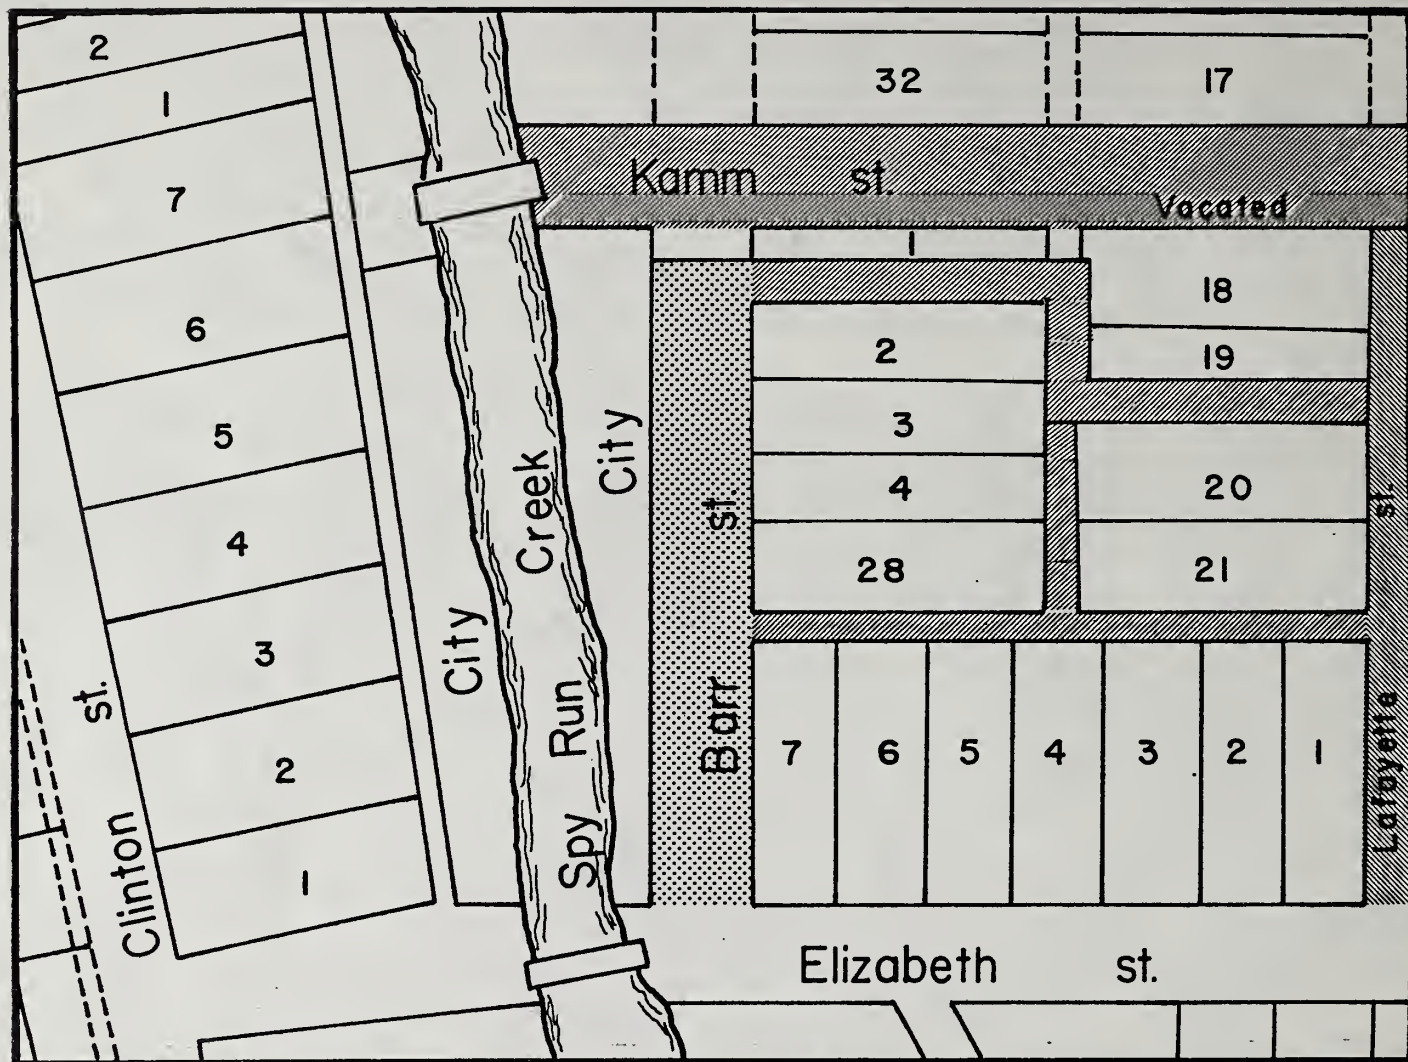 2
1
7
6
5
4
3
2
1
Clinton st.
City
Spy Run Creek
City
Barr st.
32
17
Kamm st.
Vacated
1
18
2
19
3
4
20
28
21
7 6 5 4 3 2 1
Lafayette st.
Elizabeth st.